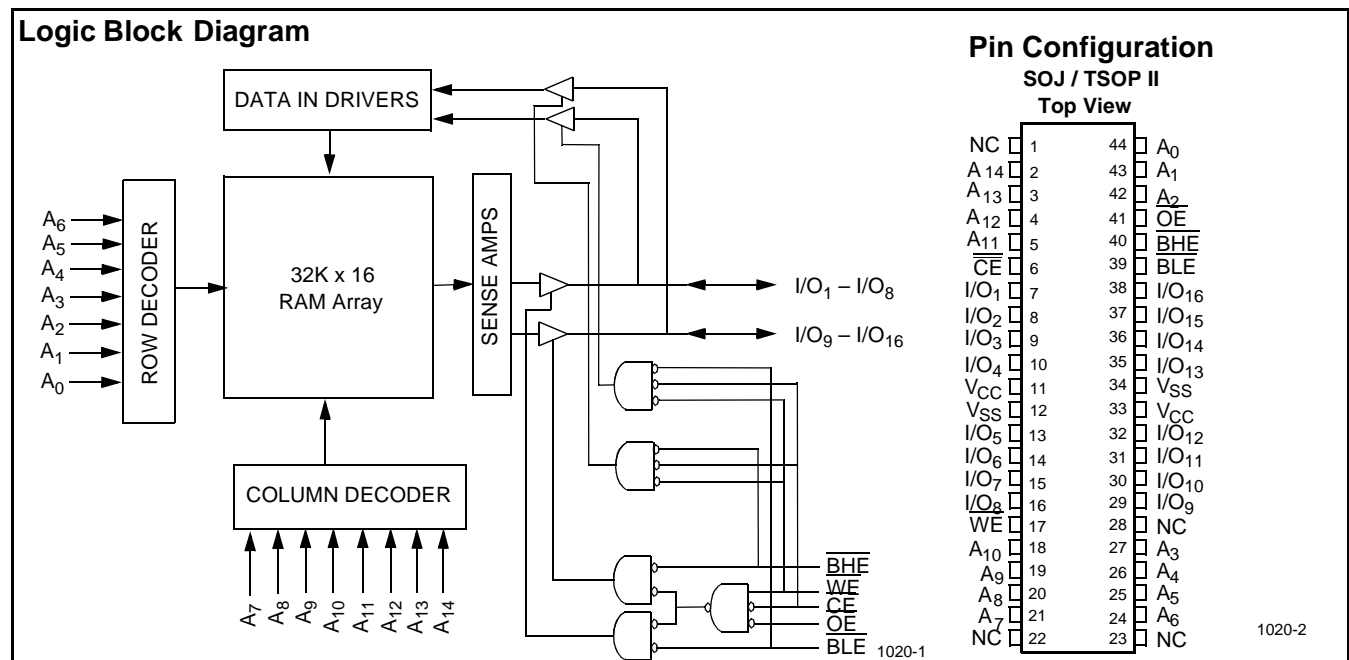 Logic Block Diagram
DATA IN DRIVERS
A6
A5
A4
A3
A2
A1
A0
ROW DECODER
32K x 16
RAM Array
SENSE AMPS
I/O1 – I/O8
I/O9 – I/O16
COLUMN DECODER
A7
A8
A9
A10
A11
A12
A13
A14
BHE
WE
CE
OE
BLE
1020-1
Pin Configuration
SOJ / TSOP II
Top View
NC 1 44 A0
A14 2 43 A1
A13 3 42 A2
A12 4 41 OE
A11 5 40 BHE
CE 6 39 BLE
I/O1 7 38 I/O16
I/O2 8 37 I/O15
I/O3 9 36 I/O14
I/O4 10 35 I/O13
VCC 11 34 VSS
VSS 12 33 VCC
I/O5 13 32 I/O12
I/O6 14 31 I/O11
I/O7 15 30 I/O10
I/O8 16 29 I/O9
WE 17 28 NC
A10 18 27 A3
A9 19 26 A4
A8 20 25 A5
A7 21 24 A6
NC 22 23 NC
1020-2